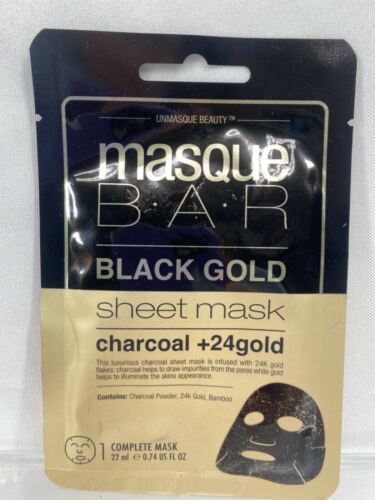 UNMASQUE BEAUTY™
masque
B·A·R
BLACK GOLD
sheet mask
charcoal +24gold
This luxurious charcoal sheet mask is infused with 24K gold
flakes: charcoal helps to draw impurities from the pores while gold
helps to illuminate the skins appearance.
Contains: Charcoal Powder, 24k Gold, Bamboo
1 COMPLETE MASK
22 ml ℮ 0.74 US FL OZ